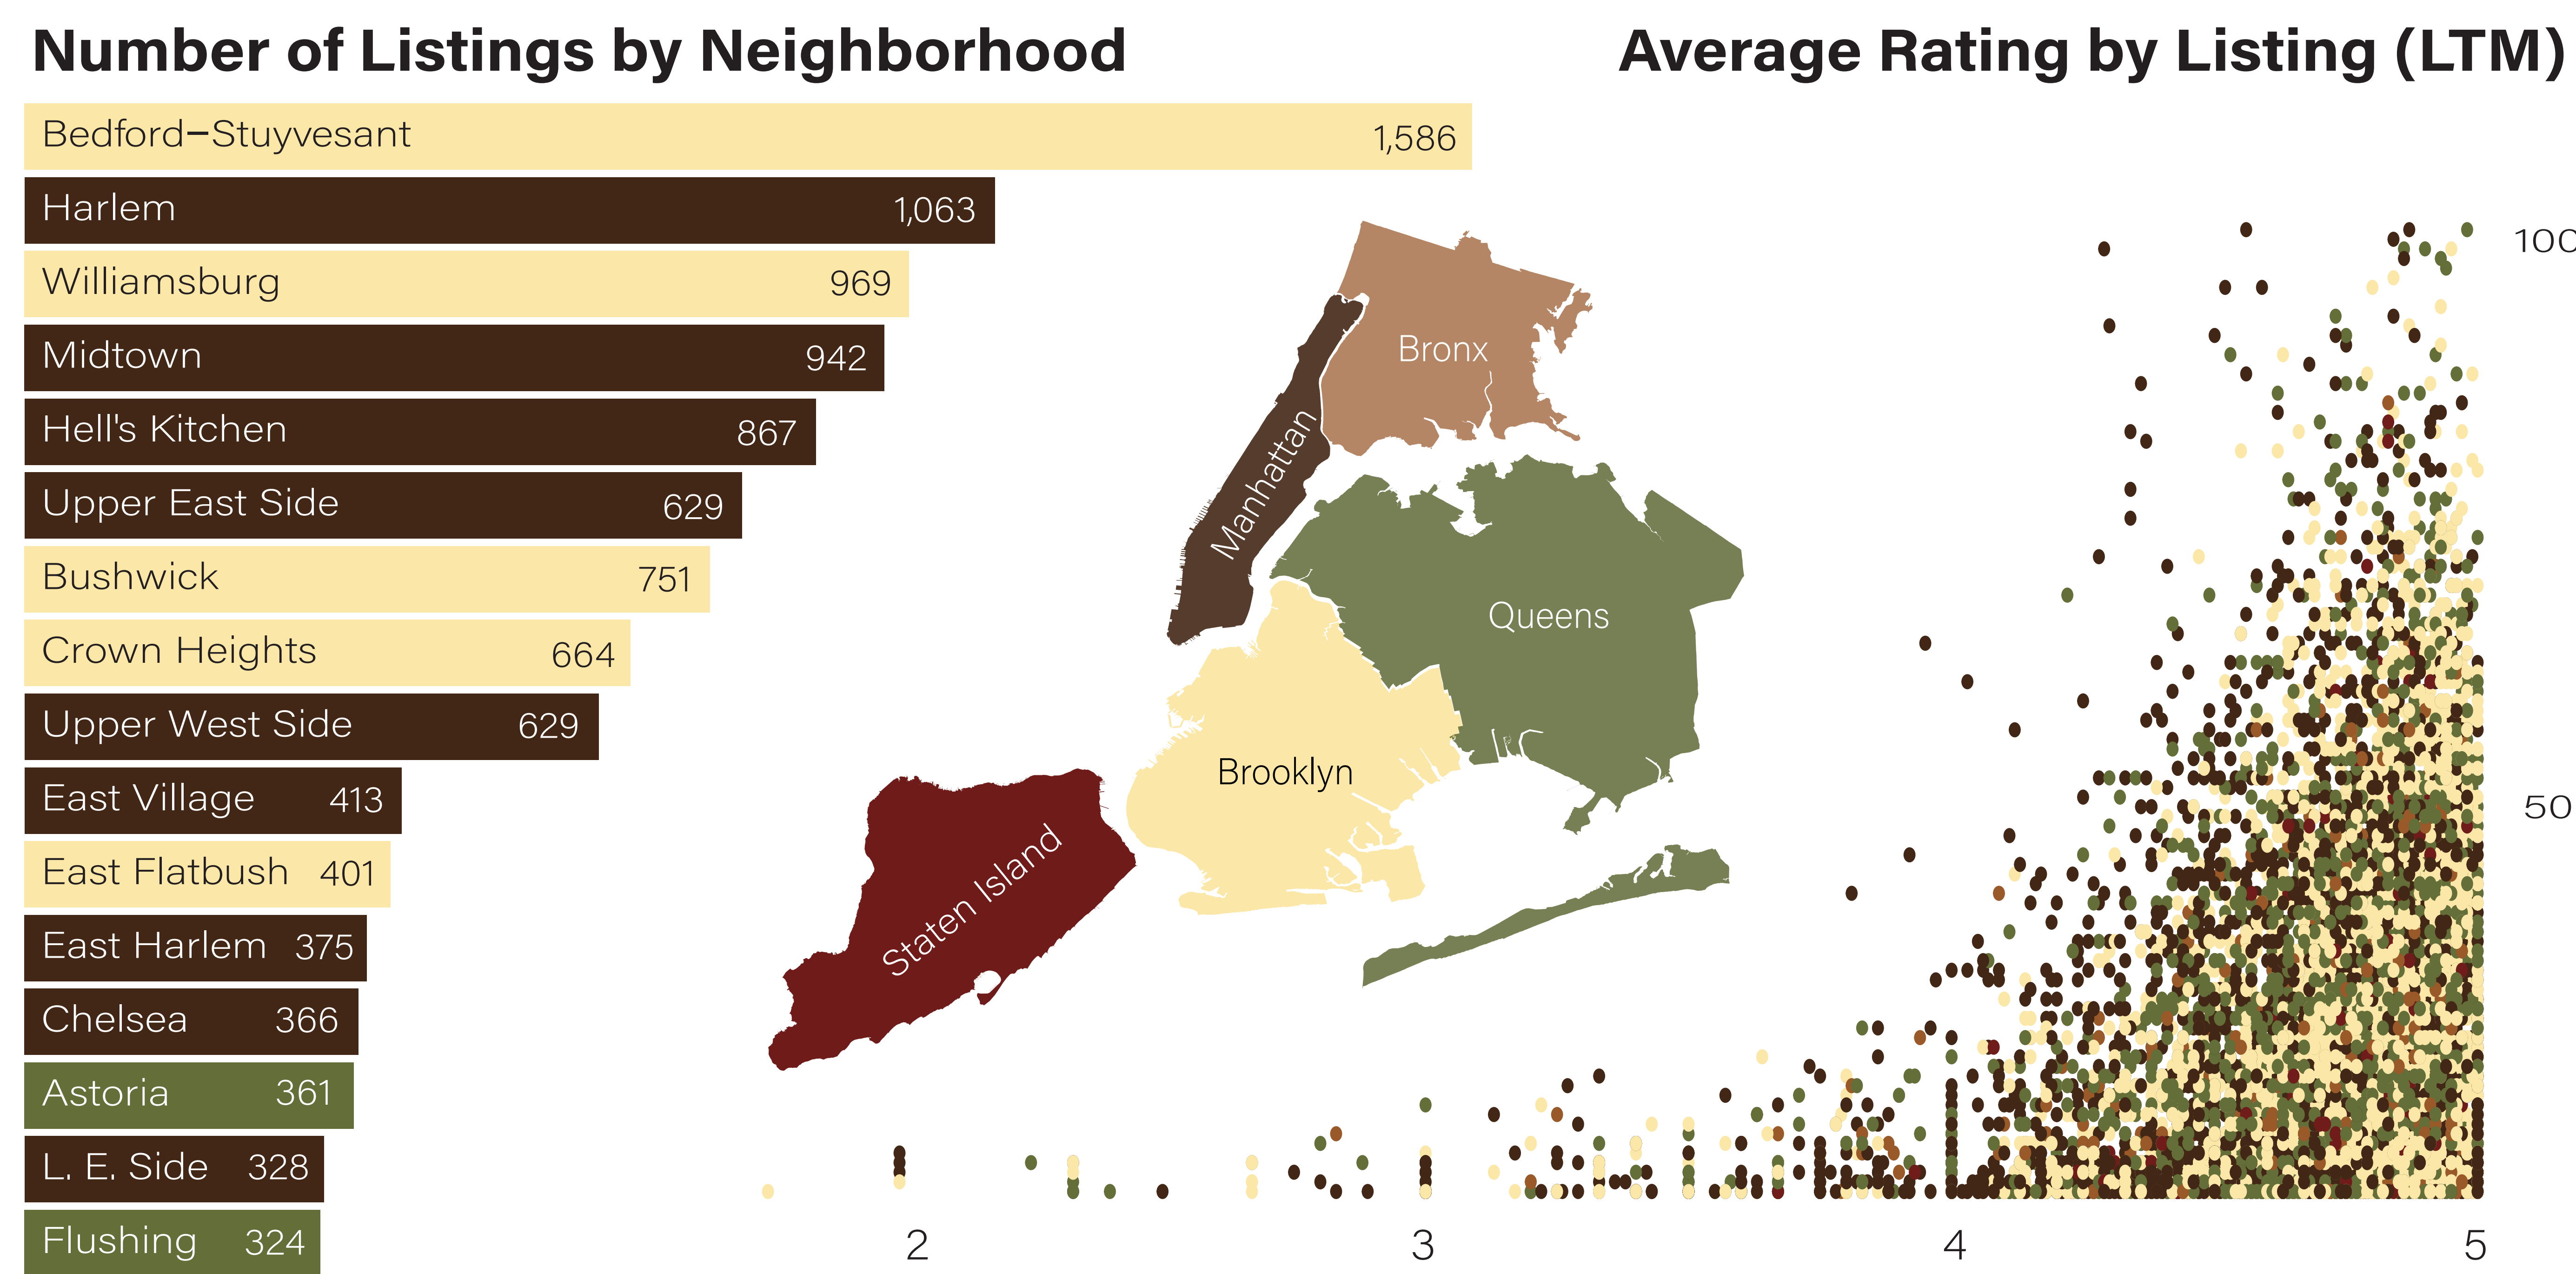 Number of Listings by Neighborhood
Average Rating by Listing (LTM)
Bedford–Stuyvesant 1,586
Harlem 1,063
Williamsburg 969
Midtown 942
Hell's Kitchen 867
Upper East Side 629
Bushwick 751
Crown Heights 664
Upper West Side 629
East Village 413
East Flatbush 401
East Harlem 375
Chelsea 366
Astoria 361
L. E. Side 328
Flushing 324
Bronx
Manhattan
Queens
Brooklyn
Staten Island
100
50
2 3 4 5